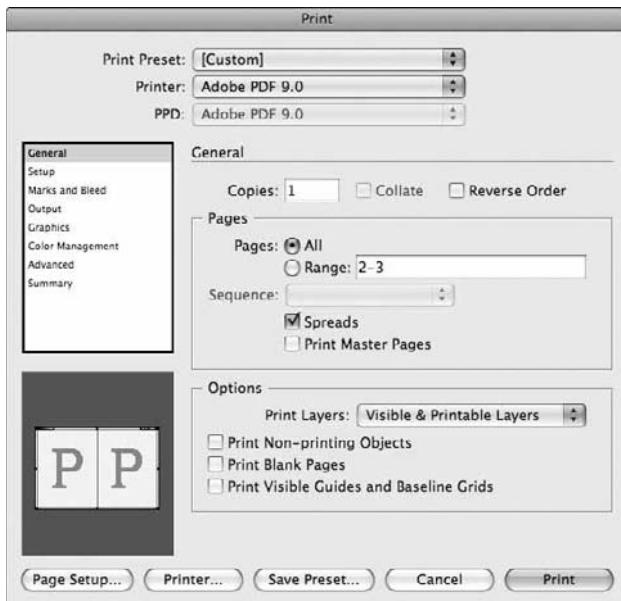 Print
Print Preset: [Custom]
Printer: Adobe PDF 9.0
PPD: Adobe PDF 9.0
General
Setup
Marks and Bleed
Output
Graphics
Color Management
Advanced
Summary
General
Copies: 1 Collate Reverse Order
Pages
Pages: All
Range: 2-3
Sequence:
Spreads
Print Master Pages
Options
Print Layers: Visible & Printable Layers
Print Non-printing Objects
Print Blank Pages
Print Visible Guides and Baseline Grids
P P
Page Setup... Printer... Save Preset... Cancel Print